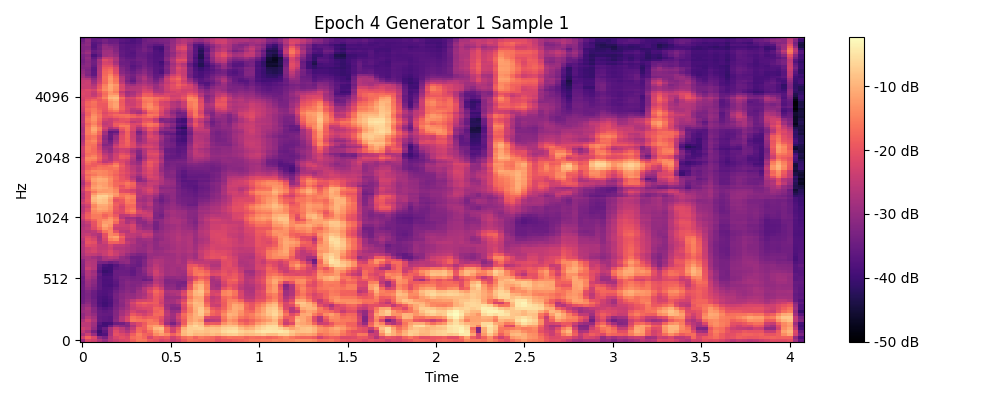 Epoch 4 Generator 1 Sample 1
Hz
4096
2048
1024
512
0
0 0.5 1 1.5 2 2.5 3 3.5 4
Time
-10 dB
-20 dB
-30 dB
-40 dB
-50 dB